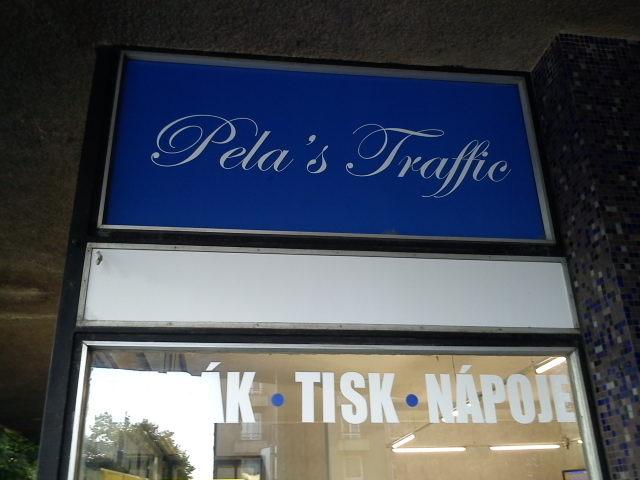 Pela's Traffic
ÁK • TISK • NÁPOJE